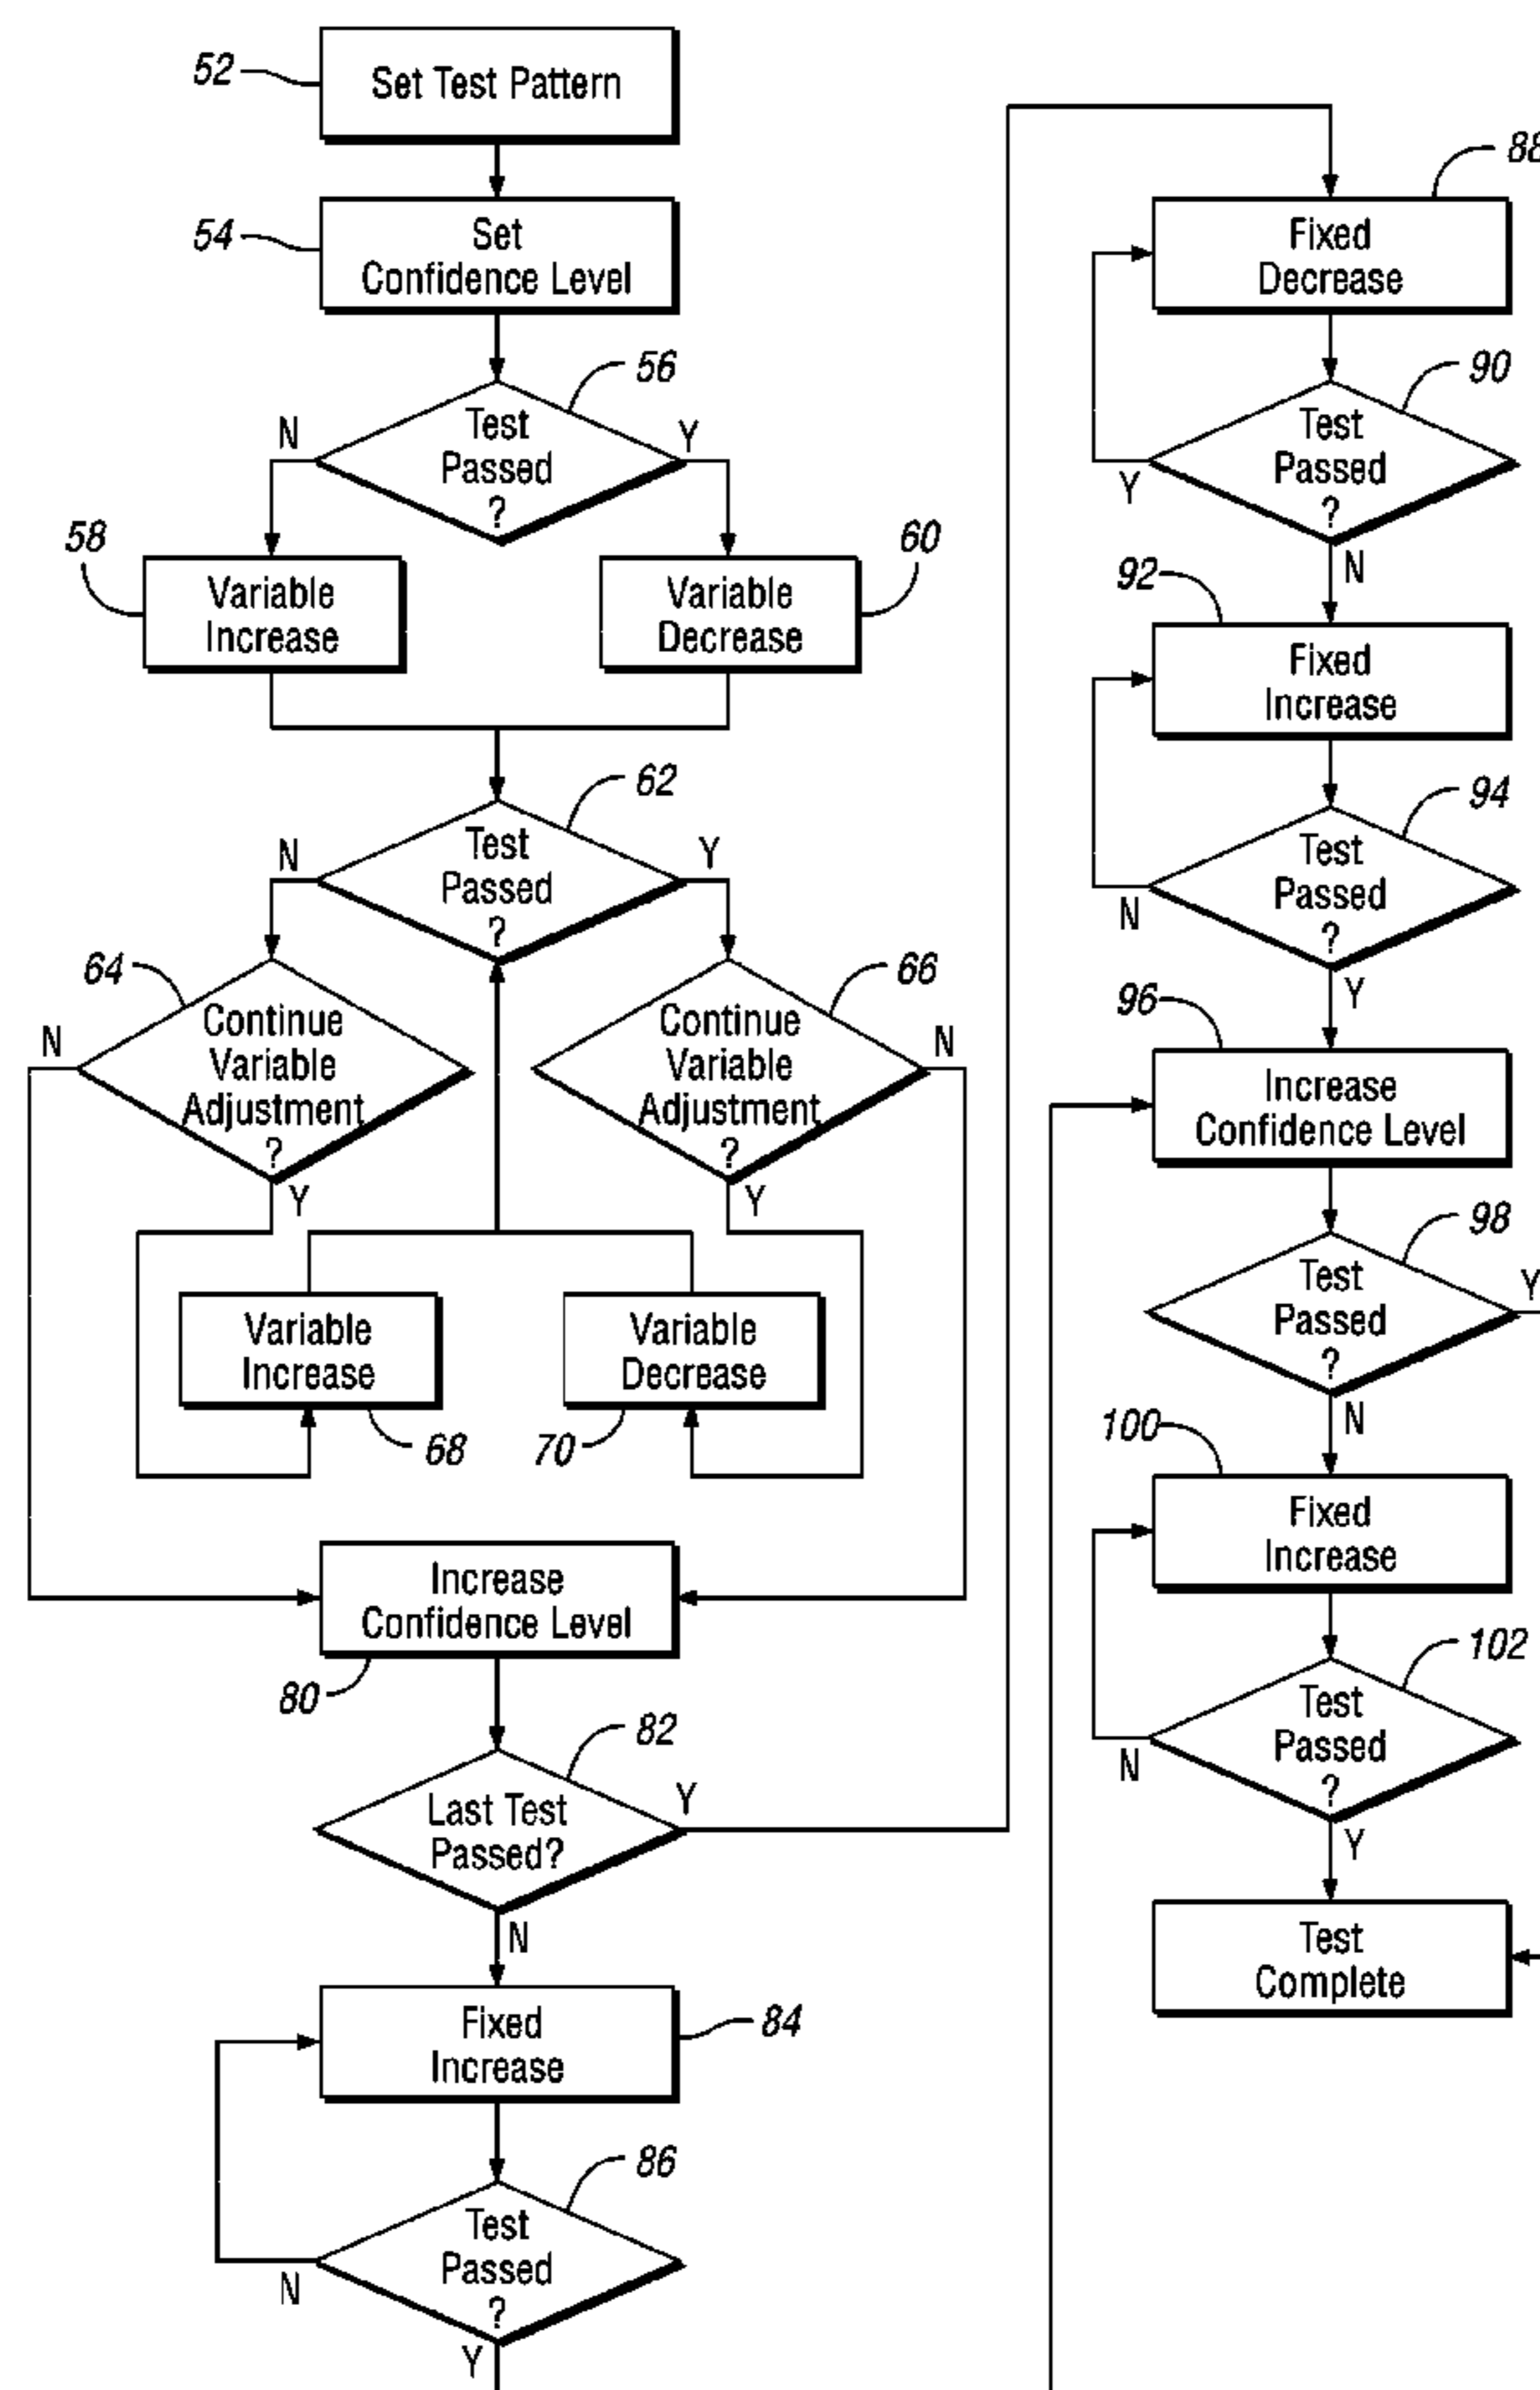 52
Set Test Pattern
54
Set
Confidence Level
56
N
Test
Passed
?
Y
58
Variable
Increase
60
Variable
Decrease
62
N
Test
Passed
?
Y
64
N
Continue
Variable
Adjustment
?
Y
66
Continue
Variable
Adjustment
?
N
Y
Variable
Increase
68
Variable
Decrease
70
Increase
Confidence Level
80
82
Last Test
Passed?
Y
N
Fixed
Increase
84
86
Test
Passed
?
N
Y
88
Fixed
Decrease
90
Test
Passed
?
Y
N
92
Fixed
Increase
94
Test
Passed
?
N
Y
96
Increase
Confidence Level
98
Test
Passed
?
Y
N
100
Fixed
Increase
102
Test
Passed
?
N
Y
Test
Complete